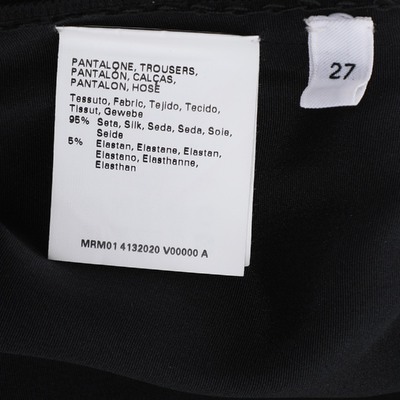 PANTALONE, TROUSERS,
PANTALÓN, CALÇAS,
PANTALON, HOSE
Tessuto, Fabric, Tejido, Tecido,
Tissut, Gewebe
95% Seta, Silk, Seda, Seda, Soie,
Seide
5% Elastan, Elastane, Elastan,
Elastano, Elasthanne,
Elasthan
MRM01 4132020 V00000 A
27